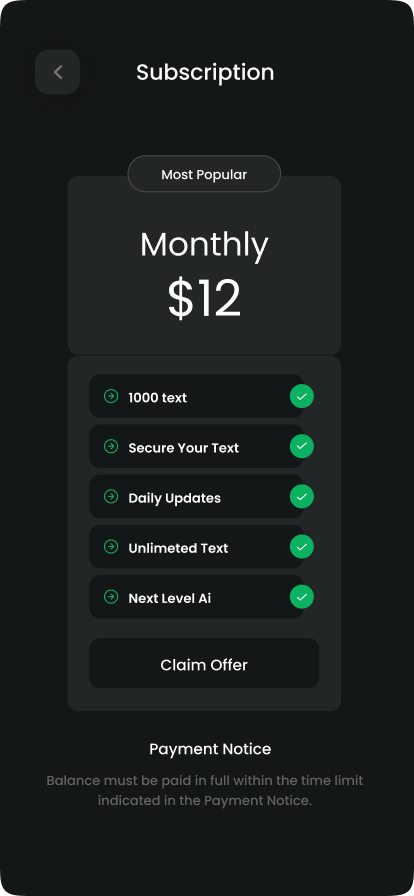 Subscription
Most Popular
Monthly
$12
1000 text
Secure Your Text
Daily Updates
Unlimeted Text
Next Level Ai
Claim Offer
Payment Notice
Balance must be paid in full within the time limit
indicated in the Payment Notice.